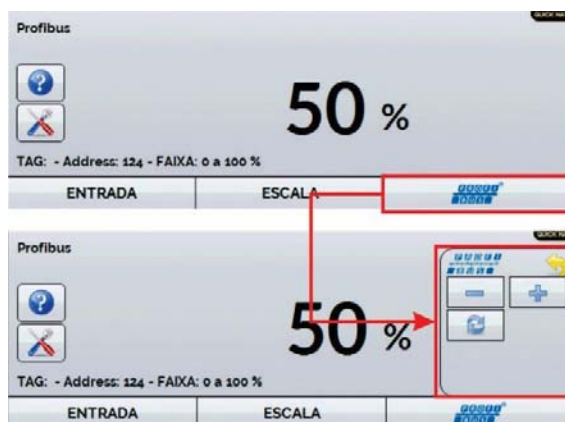 Profibus
50 %
TAG: - Address: 124 - FAIXA: 0 a 100 %
ENTRADA ESCALA
Profibus
50 %
TAG: - Address: 124 - FAIXA: 0 a 100 %
ENTRADA ESCALA